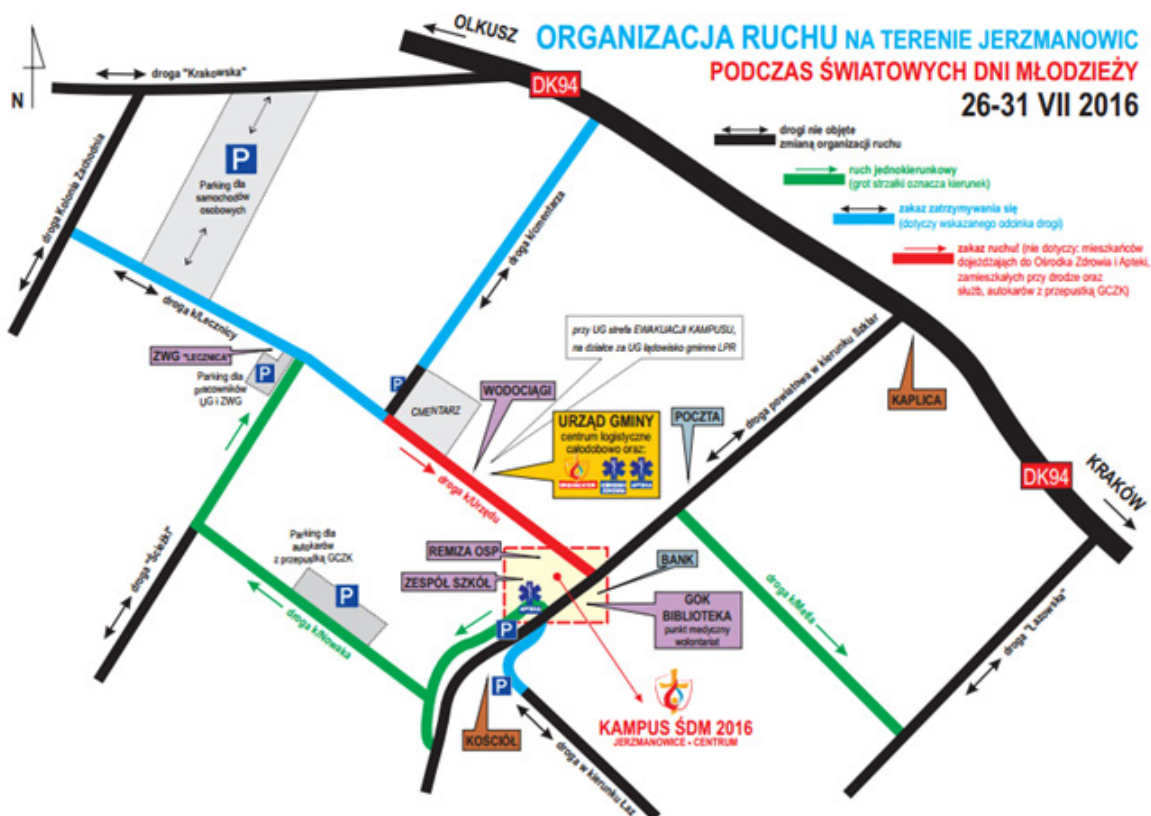 OLKUSZ
ORGANIZACJA RUCHU NA TERENIE JERZMANOWIC
PODCZAS ŚWIATOWYCH DNI MŁODZIEŻY
26-31 VII 2016
N
droga "Krakowska"
DK94
drogi nie objęte
zmianą organizacji ruchu
ruch jednokierunkowy
(grot strzałki oznacza kierunek)
zakaz zatrzymywania się
(dotyczy wskazanego odcinka drogi)
zakaz ruchu! (nie dotyczy: mieszkańców
dojeżdżających do Ośrodka Zdrowia i Apteki,
zamieszkałych przy drodze oraz
służb, autokarów z przepustką GCZK)
P
Parking dla
samochodów
osobowych
droga Kolonie Zachodnia
droga k/cmentarza
droga k/Lecznicy
ZWG "LECZNICA"
P
Parking dla
pracowników
UG i ZWG
P
CMENTARZ
przy UG strefa EWAKUACJI KAMPUSU,
na działce za UG lądowisko gminne LPR
WODOCIĄGI
URZĄD GMINY
centrum logistyczne
całodobowo oraz:
APTEKA
POCZTA
droga powiatowa w kierunku Szklar
KAPLICA
DK94
KRAKÓW
droga k/Urzędu
droga "Ścieżki"
Parking dla
autokarów
z przepustką GCZK
P
droga k/Nowaka
REMIZA OSP
ZESPÓŁ SZKÓŁ
APTEKA
BANK
GOK
BIBLIOTEKA
punkt medyczny
wolontariat
droga k/Metla
droga "Łazowska"
P
P
KOŚCIÓŁ
droga w kierunku Łaz
KAMPUS ŚDM 2016
JERZMANOWICE - CENTRUM